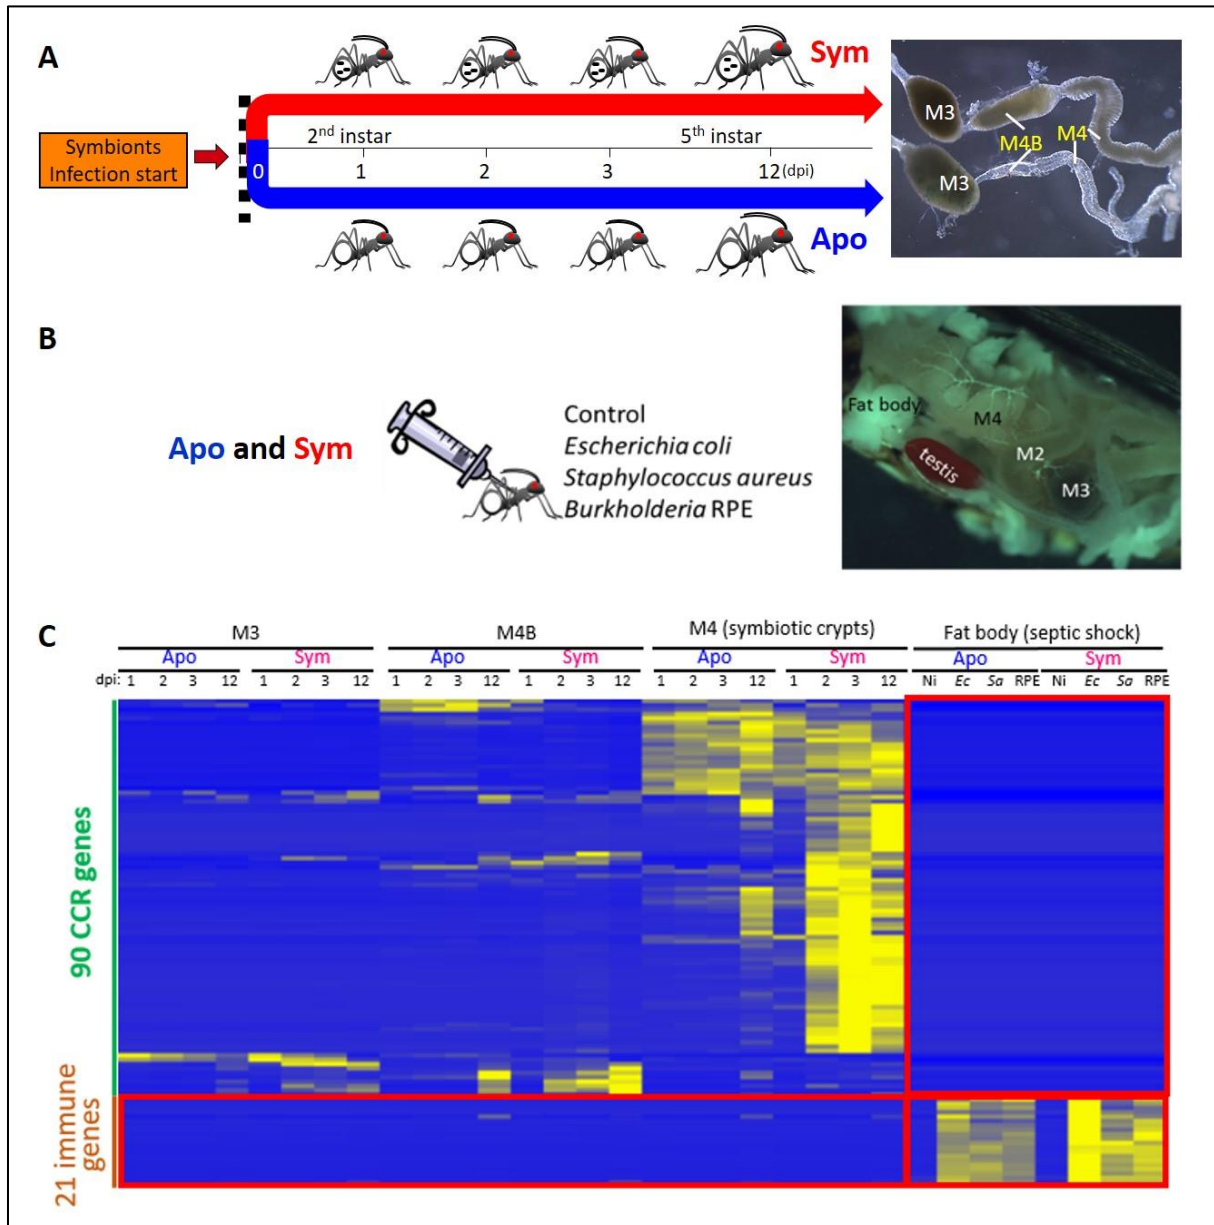 A
Symbionts
Infection start
Sym
2nd instar
5th instar
0
1
2
3
12 (dpi)
Apo
M3
M4B
M4
M3
B
Apo and Sym
Control
Escherichia coli
Staphylococcus aureus
Burkholderia RPE
Fat body
M4
M2
testis
M3
C
M3
M4B
M4 (symbiotic crypts)
Fat body (septic shock)
Apo Sym Apo Sym Apo Sym Apo Sym
dpi: 1 2 3 12 1 2 3 12 1 2 3 12 1 2 3 12 1 2 3 12 1 2 3 12 Ni Ec Sa RPE Ni Ec Sa RPE
90 CCR genes
21 immune
genes